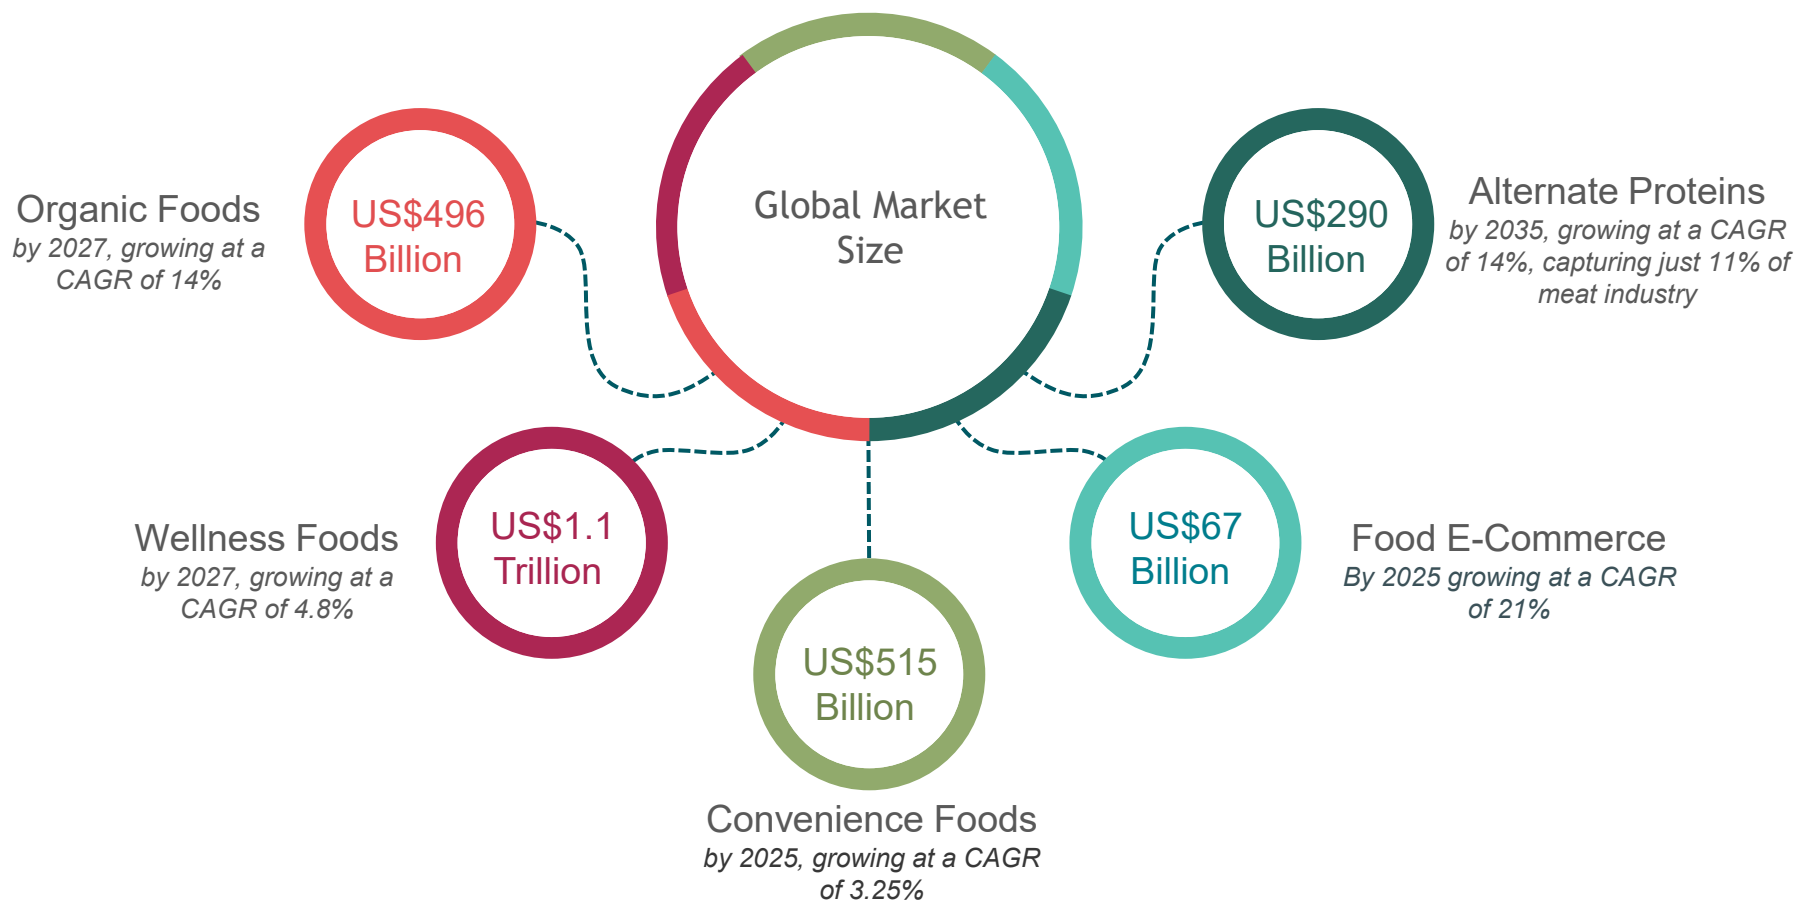 Global Market
Size
Organic Foods
by 2027, growing at a
CAGR of 14%
US$496
Billion
US$290
Billion
Alternate Proteins
by 2035, growing at a CAGR
of 14%, capturing just 11% of
meat industry
Wellness Foods
by 2027, growing at a
CAGR of 4.8%
US$1.1
Trillion
US$67
Billion
Food E-Commerce
By 2025 growing at a CAGR
of 21%
US$515
Billion
Convenience Foods
by 2025, growing at a CAGR
of 3.25%